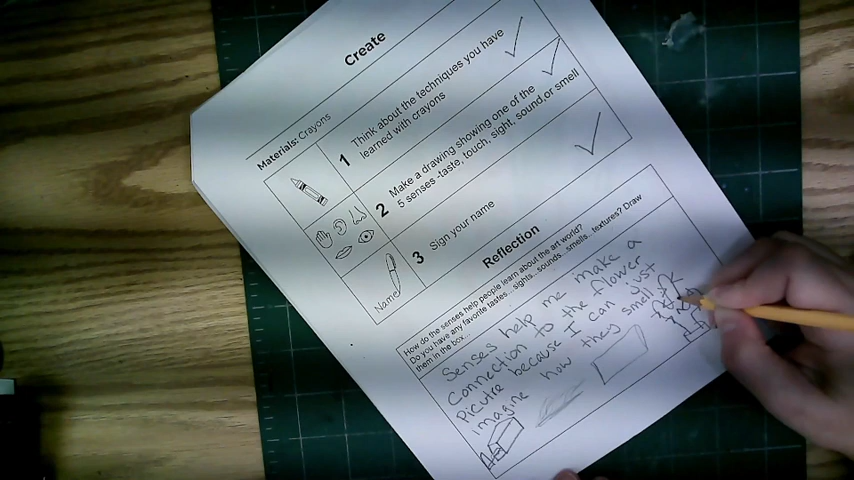 Create
Materials: Crayons
1 Think about the techniques you have
learned with crayons
2 Make a drawing showing one of the
5 senses -taste, touch, sight, sound,or smell
3 Sign your name
Name
Reflection
How do the senses help people learn about the art world?
Do you have any favorite tastes...sights...sounds...smells...textures? Draw
them in the box...
Senses help me make a
Connection to the flower
Picutre because I can just
imagine how they smell